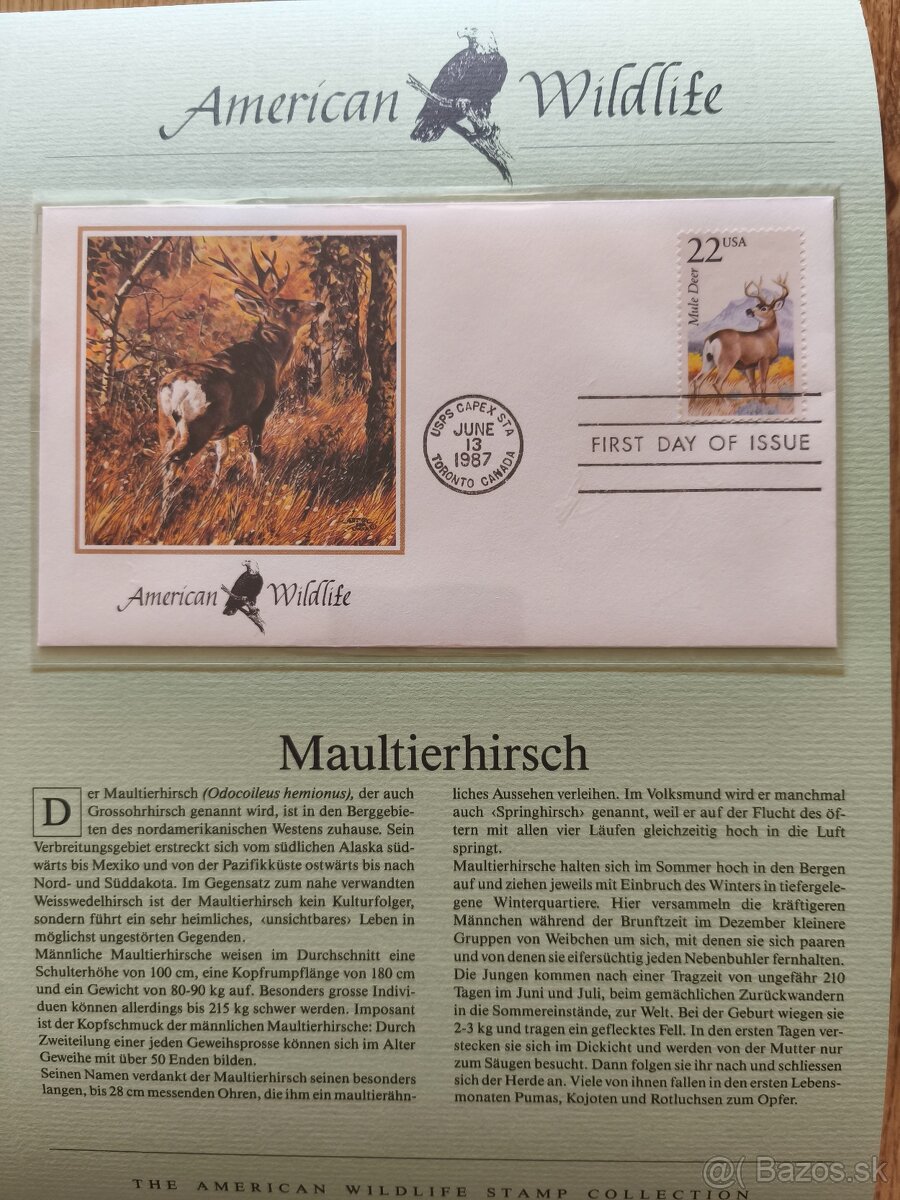 American Wildlife
22 USA
Mule Deer
USPS CAPEX STA
JUNE
13
1987
TORONTO CANADA
FIRST DAY OF ISSUE
American Wildlife
Maultierhirsch
Der Maultierhirsch (Odocoileus hemionus), der auch
Grossohrhirsch genannt wird, ist in den Berggebie-
ten des nordamerikanischen Westens zuhause. Sein
Verbreitungsgebiet erstreckt sich vom südlichen Alaska süd-
wärts bis Mexiko und von der Pazifikküste ostwärts bis nach
Nord- und Süddakota. Im Gegensatz zum nahe verwandten
Weisswedelhirsch ist der Maultierhirsch kein Kulturfolger,
sondern führt ein sehr heimliches, ‹unsichtbares› Leben in
möglichst ungestörten Gegenden.
Männliche Maultierhirsche weisen im Durchschnitt eine
Schulterhöhe von 100 cm, eine Kopfrumpflänge von 180 cm
und ein Gewicht von 80-90 kg auf. Besonders grosse Indivi-
duen können allerdings bis 215 kg schwer werden. Imposant
ist der Kopfschmuck der männlichen Maultierhirsche: Durch
Zweiteilung einer jeden Geweihsprosse können sich im Alter
Geweihe mit über 50 Enden bilden.
Seinen Namen verdankt der Maultierhirsch seinen besonders
langen, bis 28 cm messenden Ohren, die ihm ein maultierähn-
liches Aussehen verleihen. Im Volksmund wird er manchmal
auch ‹Springhirsch› genannt, weil er auf der Flucht des öf-
tern mit allen vier Läufen gleichzeitig hoch in die Luft
springt.
Maultierhirsche halten sich im Sommer hoch in den Bergen
auf und ziehen jeweils mit Einbruch des Winters in tiefergele-
gene Winterquartiere. Hier versammeln die kräftigeren
Männchen während der Brunftzeit im Dezember kleinere
Gruppen von Weibchen um sich, mit denen sie sich paaren
und von denen sie eifersüchtig jeden Nebenbuhler fernhalten.
Die Jungen kommen nach einer Tragzeit von ungefähr 210
Tagen im Juni und Juli, beim gemächlichen Zurückwandern
in die Sommereinstände, zur Welt. Bei der Geburt wiegen sie
2-3 kg und tragen ein geflecktes Fell. In den ersten Tagen ver-
stecken sie sich im Dickicht und werden von der Mutter nur
zum Säugen besucht. Dann folgen sie ihr nach und schliessen
sich der Herde an. Viele von ihnen fallen in den ersten Lebens-
monaten Pumas, Kojoten und Rotluchsen zum Opfer.
THE AMERICAN WILDLIFE STAMP COLLECTION
@( Bazos.sk